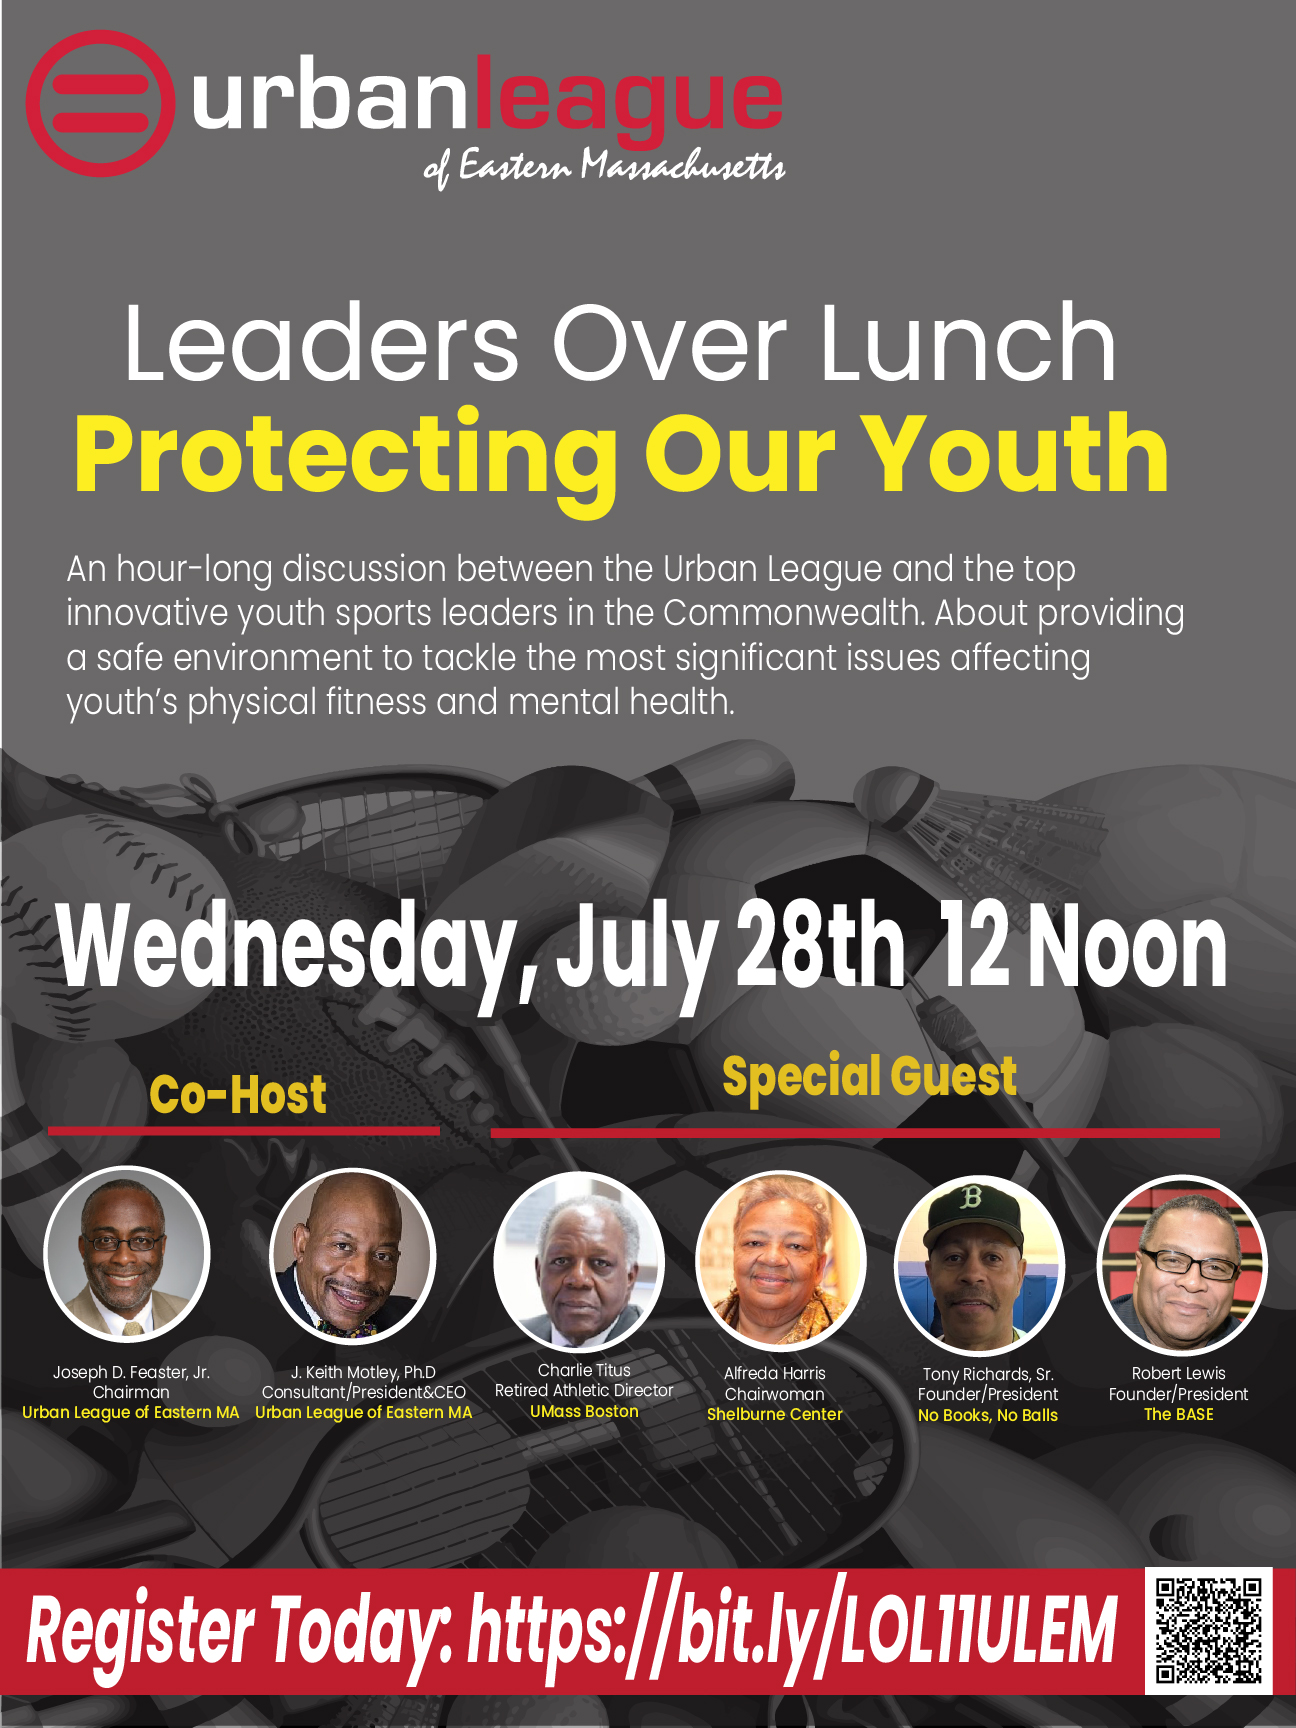 urbanleague
of Eastern Massachusetts
Leaders Over Lunch
Protecting Our Youth
An hour-long discussion between the Urban League and the top
innovative youth sports leaders in the Commonwealth. About providing
a safe environment to tackle the most significant issues affecting
youth's physical fitness and mental health.
Wednesday, July 28th 12 Noon
Co-Host
Special Guest
B
Joseph D. Feaster, Jr.
Chairman
Urban League of Eastern MA
J. Keith Motley, Ph.D
Consultant/President&CEO
Urban League of Eastern MA
Charlie Titus
Retired Athletic Director
UMass Boston
Alfreda Harris
Chairwoman
Shelburne Center
Tony Richards, Sr.
Founder/President
No Books, No Balls
Robert Lewis
Founder/President
The BASE
Register Today: https://bit.ly/LOL11ULEM